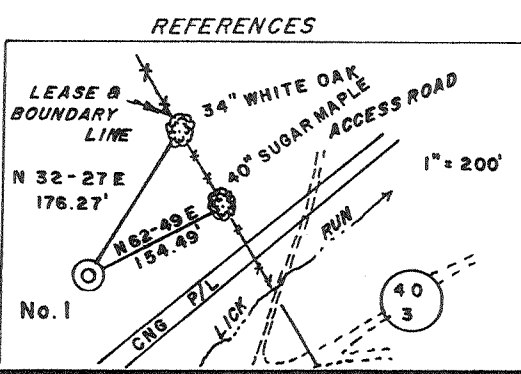 REFERENCES
LEASE &
BOUNDARY
LINE
34" WHITE OAK
40" SUGAR MAPLE
ACCESS ROAD
N 32-27 E
176.27'
1" = 200'
N62-49E
154.49'
No. 1
CNG P/L
LICK RUN
40
3